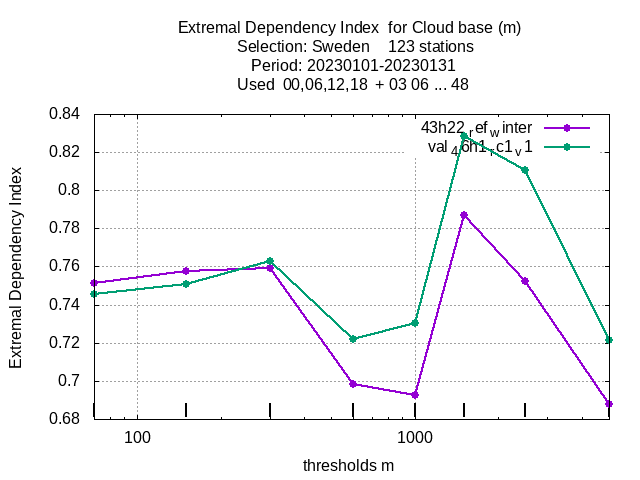 Extremal Dependency Index  for Cloud base (m)
Selection: Sweden    123 stations
Period: 20230101-20230131
Used  00,06,12,18  + 03 06 ... 48
Extremal Dependency Index
0.84
0.82
0.8
0.78
0.76
0.74
0.72
0.7
0.68
43h22_ref_winter
val_46h1_rc1_v1
100
1000
thresholds m